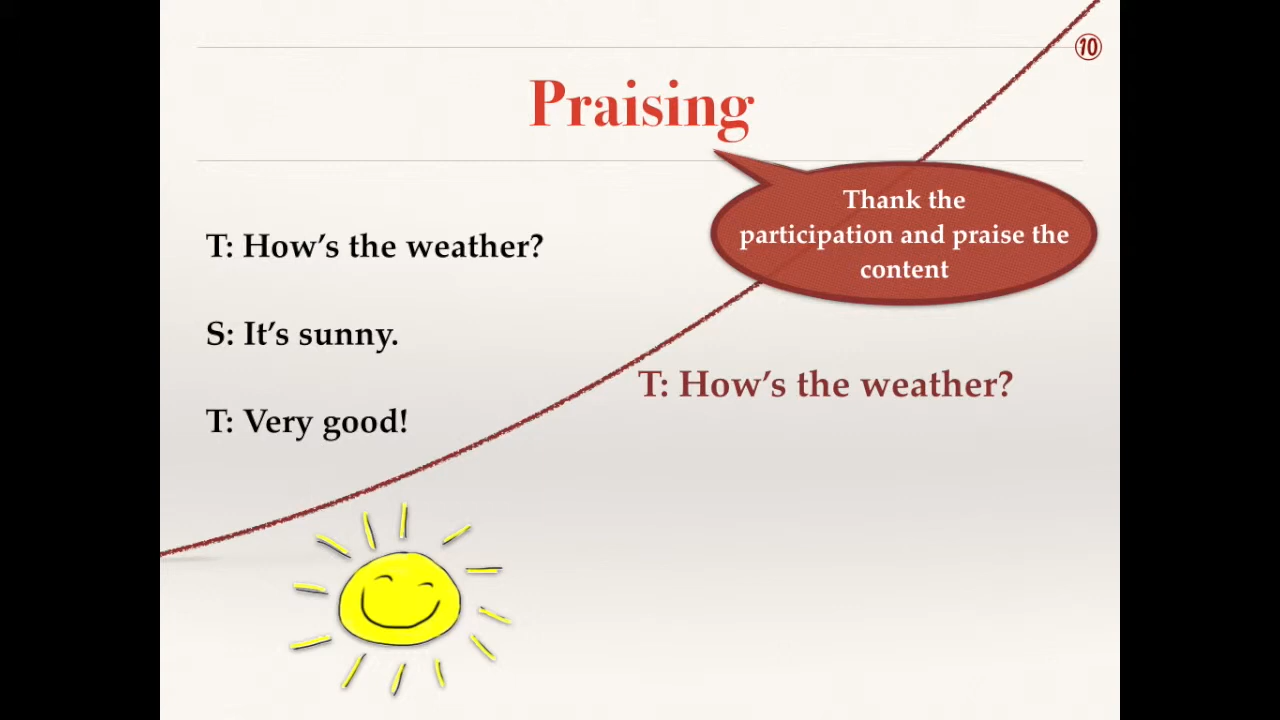 ⑩
Praising
Thank the
participation and praise the
content
T: How’s the weather?
S: It’s sunny.
T: Very good!
T: How’s the weather?